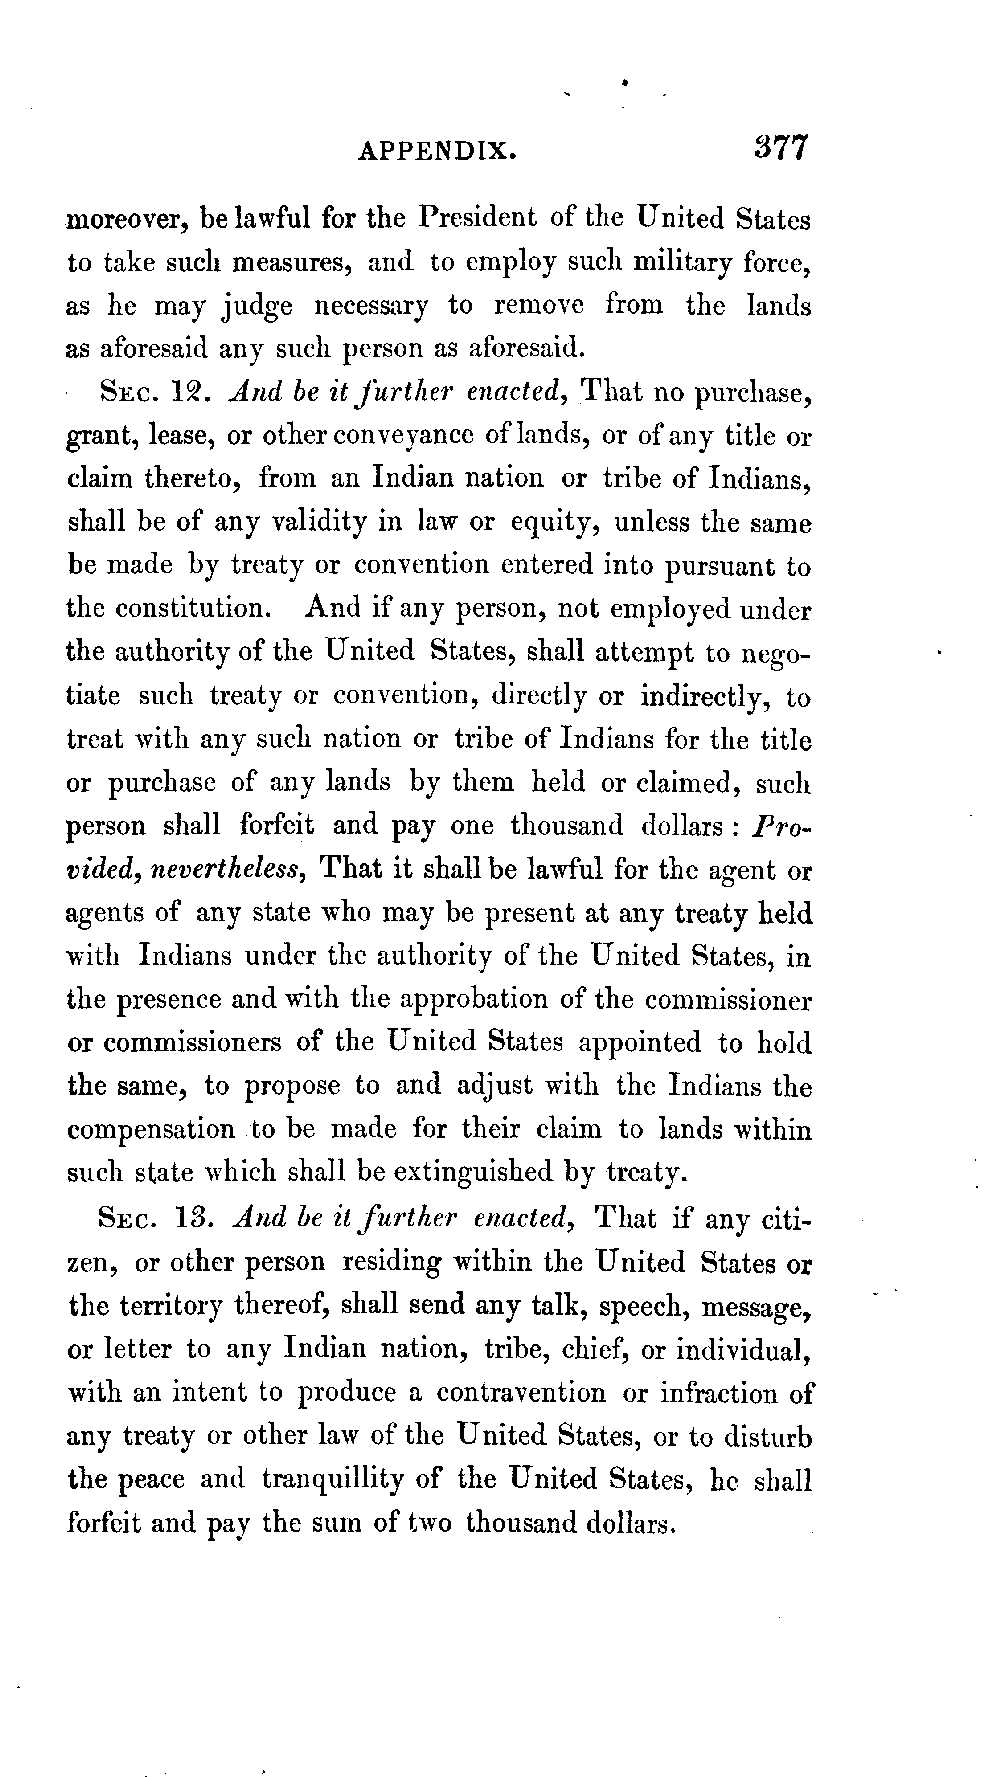 APPENDIX. 377
moreover, be lawful for the President of the United States
to take such measures, and to employ such military force,
as he may judge necessary to remove from the lands
as aforesaid any such person as aforesaid.
SEC. 12. And be it further enacted, That no purchase,
grant, lease, or other conveyance of lands, or of any title or
claim thereto, from an Indian nation or tribe of Indians,
shall be of any validity in law or equity, unless the same
be made by treaty or convention entered into pursuant to
the constitution. And if any person, not employed under
the authority of the United States, shall attempt to nego-
tiate such treaty or convention, directly or indirectly, to
treat with any such nation or tribe of Indians for the title
or purchase of any lands by them held or claimed, such
person shall forfeit and pay one thousand dollars : Pro-
vided, nevertheless, That it shall be lawful for the agent or
agents of any state who may be present at any treaty held
with Indians under the authority of the United States, in
the presence and with the approbation of the commissioner
or commissioners of the United States appointed to hold
the same, to propose to and adjust with the Indians the
compensation to be made for their claim to lands within
such state which shall be extinguished by treaty.
SEC. 13. And be it further enacted, That if any citi-
zen, or other person residing within the United States or
the territory thereof, shall send any talk, speech, message,
or letter to any Indian nation, tribe, chief, or individual,
with an intent to produce a contravention or infraction of
any treaty or other law of the United States, or to disturb
the peace and tranquillity of the United States, he shall
forfeit and pay the sum of two thousand dollars.